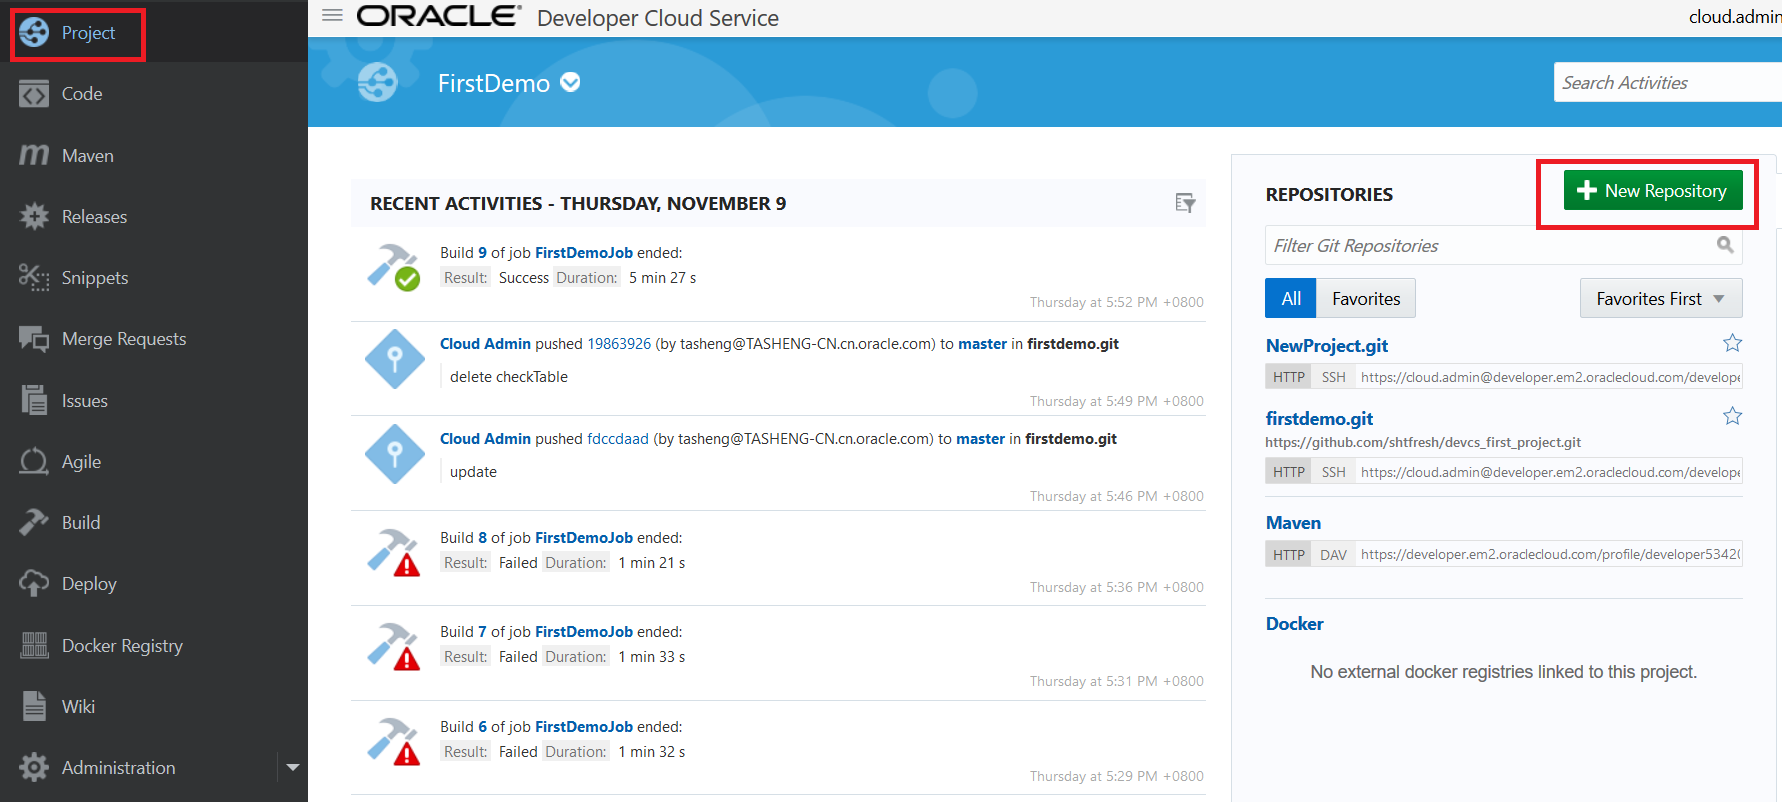 Project
Code
Maven
Releases
Snippets
Merge Requests
Issues
Agile
Build
Deploy
Docker Registry
Wiki
Administration
ORACLE® Developer Cloud Service
cloud.admin
FirstDemo
Search Activities
RECENT ACTIVITIES - THURSDAY, NOVEMBER 9
Build 9 of job FirstDemoJob ended:
Result: Success Duration: 5 min 27 s
Thursday at 5:52 PM +0800
Cloud Admin pushed 19863926 (by tasheng@TASHENG-CN.cn.oracle.com) to master in firstdemo.git
delete checkTable
Thursday at 5:49 PM +0800
Cloud Admin pushed fdccdaad (by tasheng@TASHENG-CN.cn.oracle.com) to master in firstdemo.git
update
Thursday at 5:46 PM +0800
Build 8 of job FirstDemoJob ended:
Result: Failed Duration: 1 min 21 s
Thursday at 5:36 PM +0800
Build 7 of job FirstDemoJob ended:
Result: Failed Duration: 1 min 33 s
Thursday at 5:31 PM +0800
Build 6 of job FirstDemoJob ended:
Result: Failed Duration: 1 min 32 s
Thursday at 5:29 PM +0800
REPOSITORIES
New Repository
Filter Git Repositories
All Favorites Favorites First
NewProject.git
HTTP SSH https://cloud.admin@developer.em2.oraclecloud.com/develope
firstdemo.git
https://github.com/shtfresh/devcs_first_project.git
HTTP SSH https://cloud.admin@developer.em2.oraclecloud.com/develope
Maven
HTTP DAV https://developer.em2.oraclecloud.com/profile/developer5342
Docker
No external docker registries linked to this project.